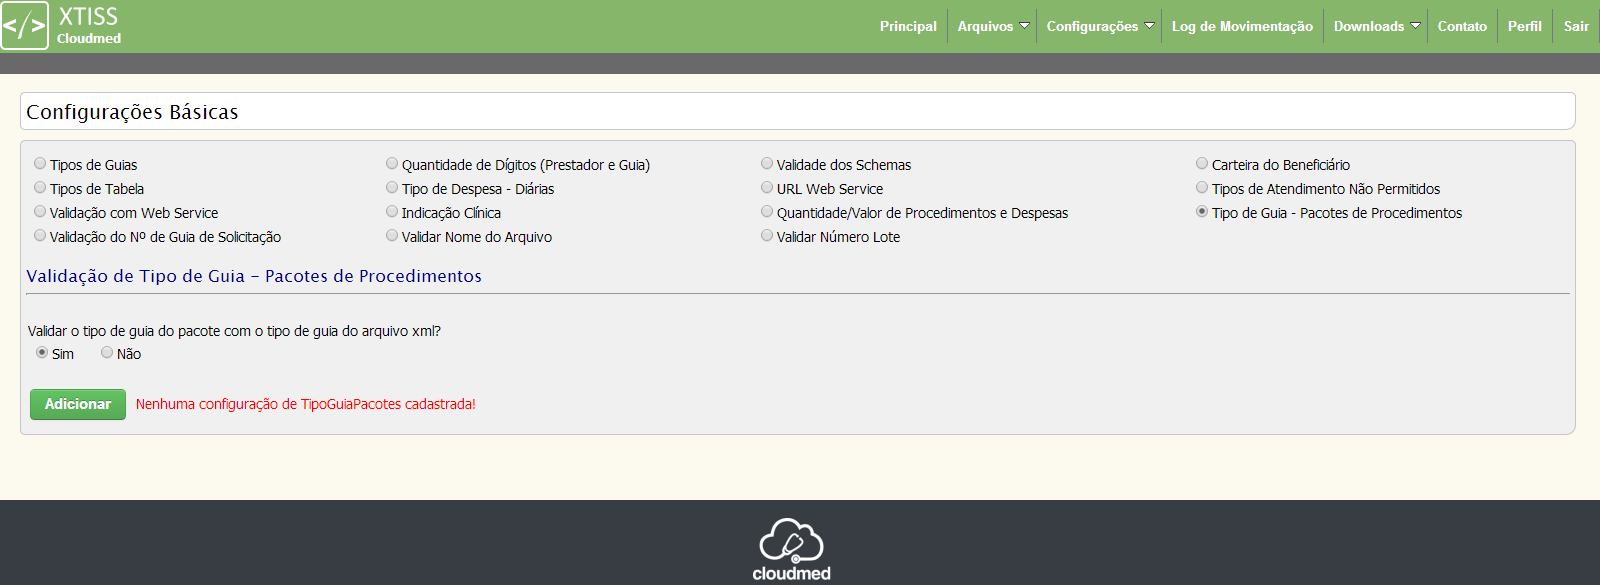 </> XTISS
Cloudmed
Principal Arquivos Configurações Log de Movimentação Downloads Contato Perfil Sair
Configurações Básicas
Tipos de Guias Quantidade de Dígitos (Prestador e Guia) Validade dos Schemas Carteira do Beneficiário
Tipos de Tabela Tipo de Despesa - Diárias URL Web Service Tipos de Atendimento Não Permitidos
Validação com Web Service Indicação Clínica Quantidade/Valor de Procedimentos e Despesas Tipo de Guia - Pacotes de Procedimentos
Validação do Nº de Guia de Solicitação Validar Nome do Arquivo Validar Número Lote
Validação de Tipo de Guia - Pacotes de Procedimentos
Validar o tipo de guia do pacote com o tipo de guia do arquivo xml?
Sim Não
Adicionar Nenhuma configuração de TipoGuiaPacotes cadastrada!
cloudmed